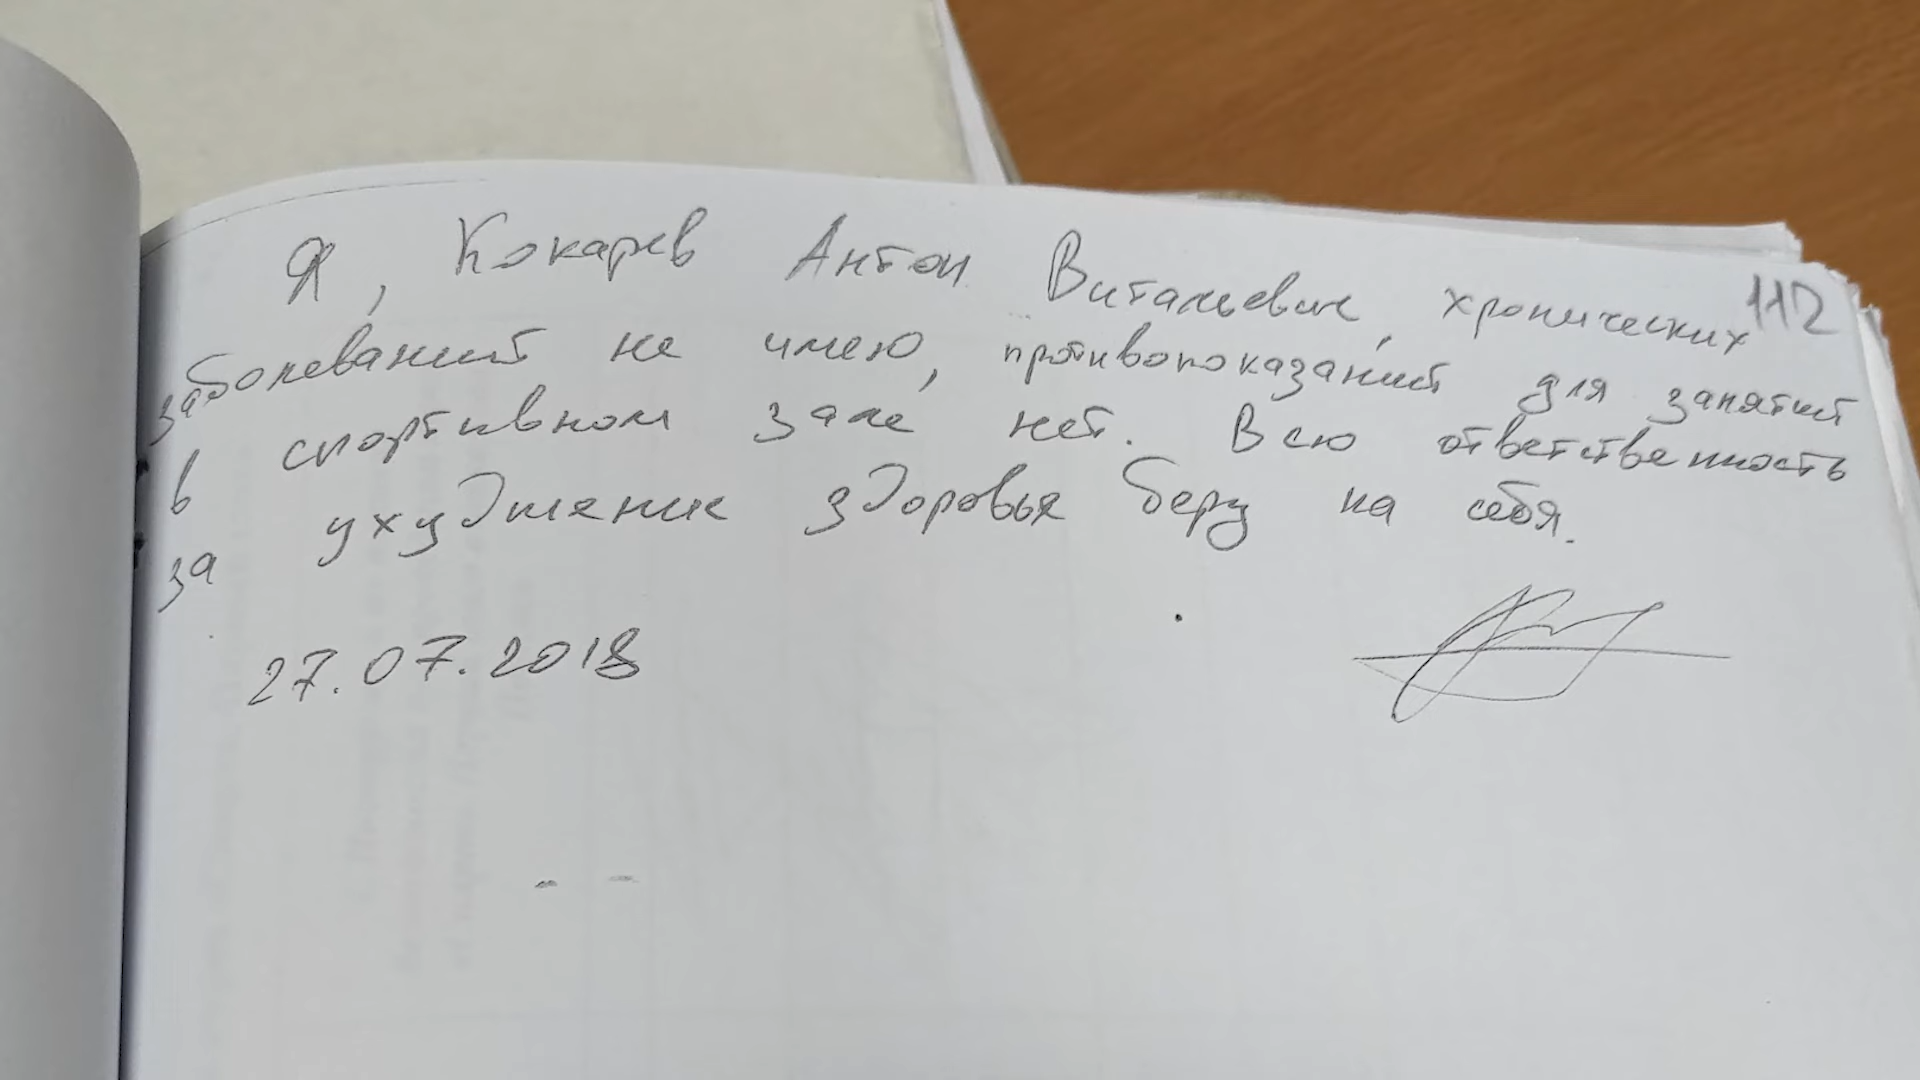 112
Я, Кокарев Антон Витальевич, хронических
заболеваний не имею, противопоказаний для занятий
в спортивном зале нет. Всю ответственность
за ухудшение здоровья беру на себя.
27.07.2018